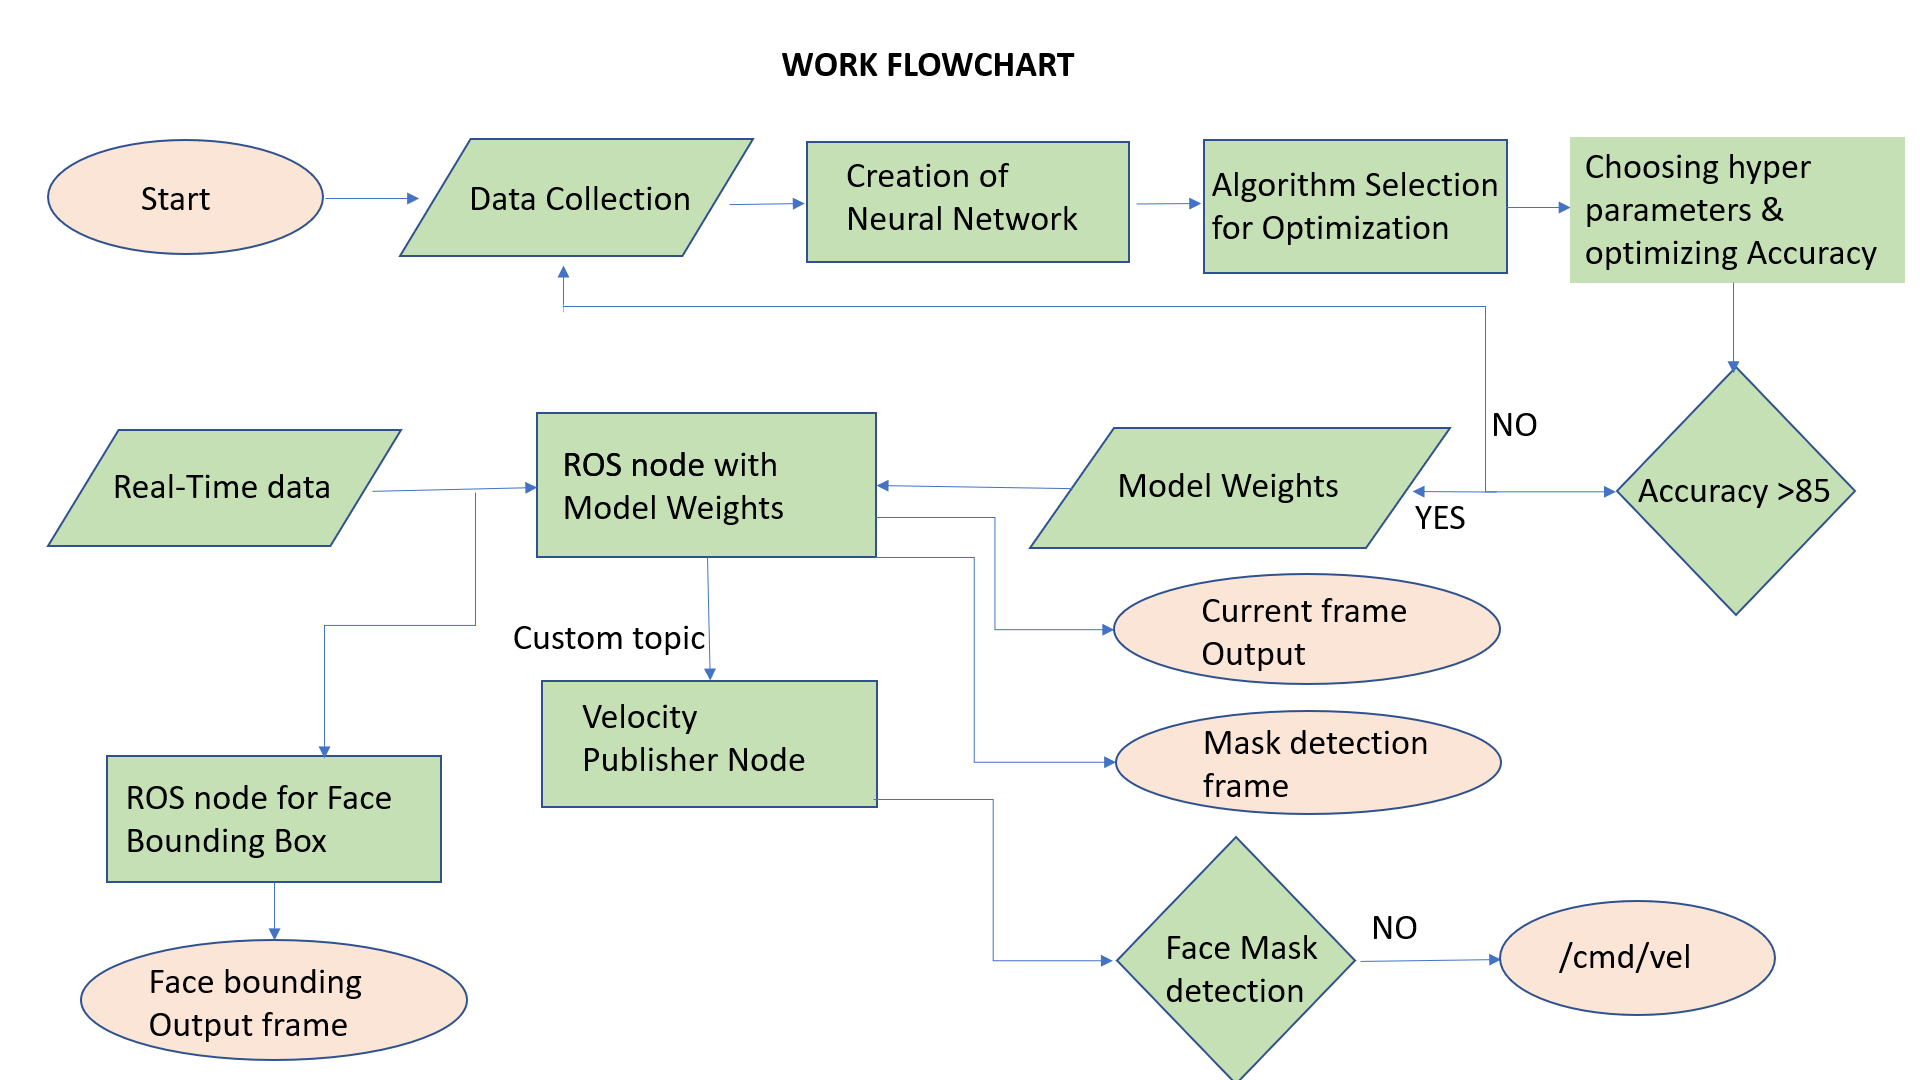 WORK FLOWCHART
Start
Data Collection
Creation of
Neural Network
Algorithm Selection
for Optimization
Choosing hyper
parameters &
optimizing Accuracy
NO
Real-Time data
ROS node with
Model Weights
Model Weights
YES
Accuracy >85
Current frame
Output
Custom topic
Velocity
Publisher Node
Mask detection
frame
ROS node for Face
Bounding Box
Face Mask
detection
NO
/cmd/vel
Face bounding
Output frame